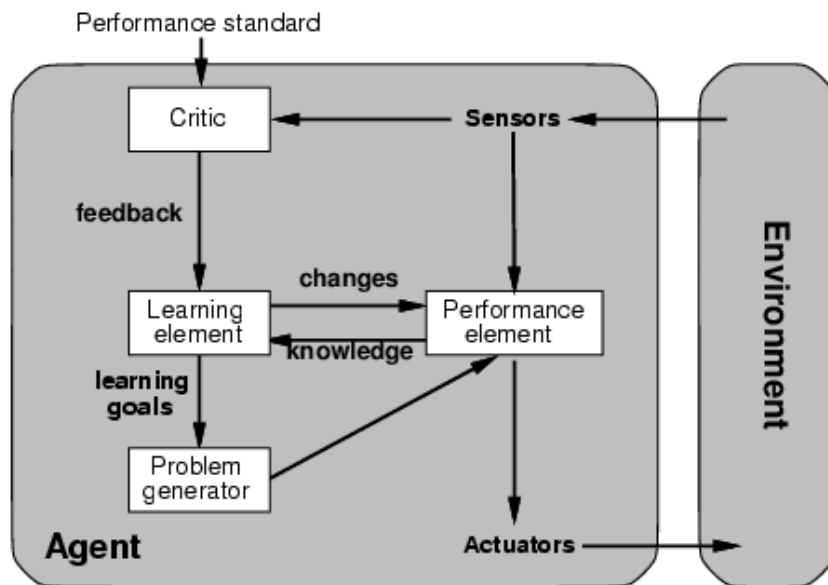 Performance standard
Critic
Sensors
feedback
changes
Learning
element
Performance
element
knowledge
learning
goals
Problem
generator
Agent
Actuators
Environment